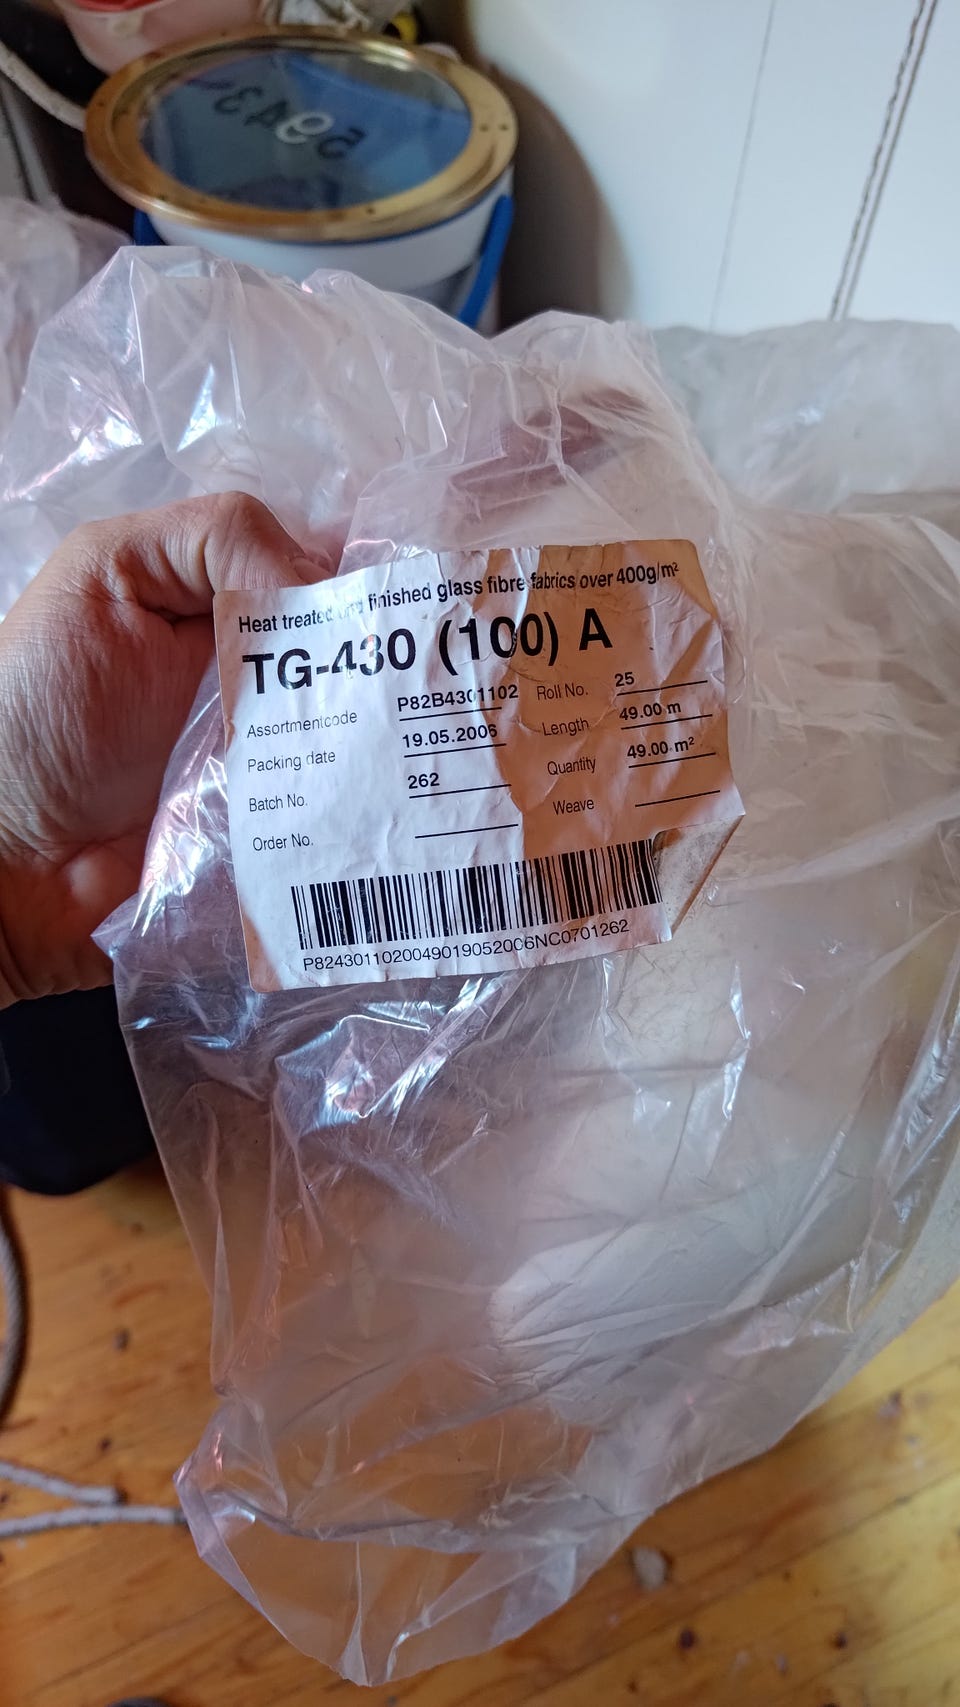 Heat treated and finished glass fibre fabrics over 400g/m²
TG-430 (100) A
Assortmentcode P82B4301102 Roll No. 25
Packing date 19.05.2006 Length 49.00 m
Batch No. 262 Quantity 49.00 m²
Order No. Weave
P8243011020049019052006NC0701262